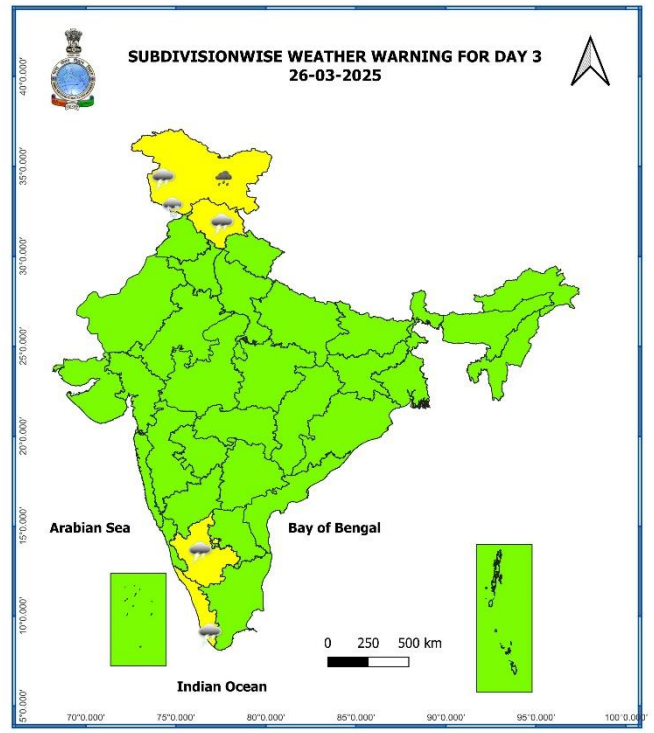 SUBDIVISIONWISE WEATHER WARNING FOR DAY 3
26-03-2025
40°0.000'
35°0.000'
30°0.000'
25°0.000'
20°0.000'
15°0.000'
10°0.000'
5°0.000'
Arabian Sea
Bay of Bengal
0 250 500 km
Indian Ocean
70°0.000' 75°0.000' 80°0.000' 85°0.000' 90°0.000' 95°0.000' 100°0.000'